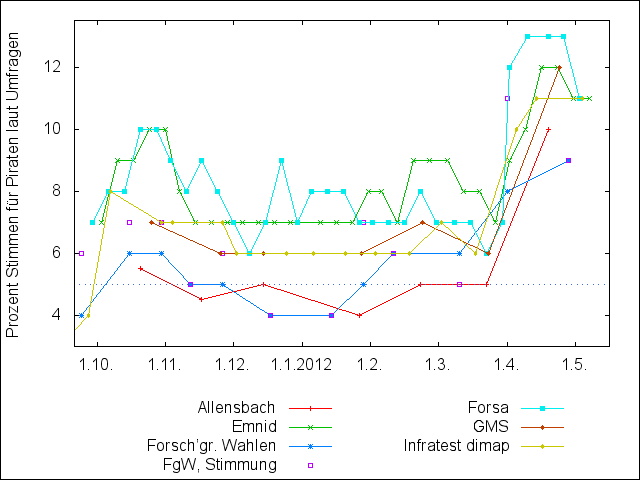 Prozent Stimmen für Piraten laut Umfragen
12
10
8
6
4
1.10. 1.11. 1.12. 1.1.2012 1.2. 1.3. 1.4. 1.5.
Allensbach Forsa
Emnid GMS
Forsch'gr. Wahlen Infratest dimap
FgW, Stimmung